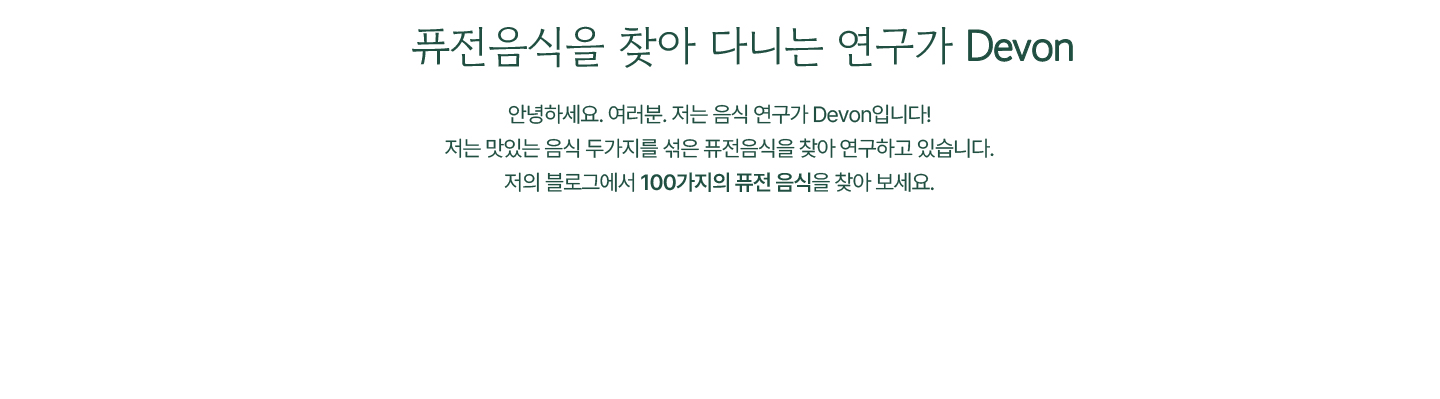 퓨전음식을 찾아 다니는 연구가 Devon
안녕하세요. 여러분. 저는 음식 연구가 Devon입니다!
저는 맛있는 음식 두가지를 섞은 퓨전음식을 찾아 연구하고 있습니다.
저의 블로그에서 100가지의 퓨전 음식을 찾아 보세요.